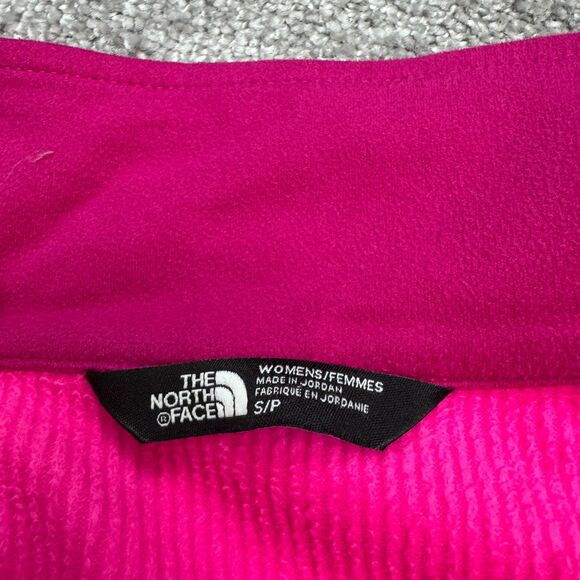 THE
NORTH
®FACE
WOMENS/FEMMES
MADE IN JORDAN
FABRIQUÉ EN JORDANIE
S/P